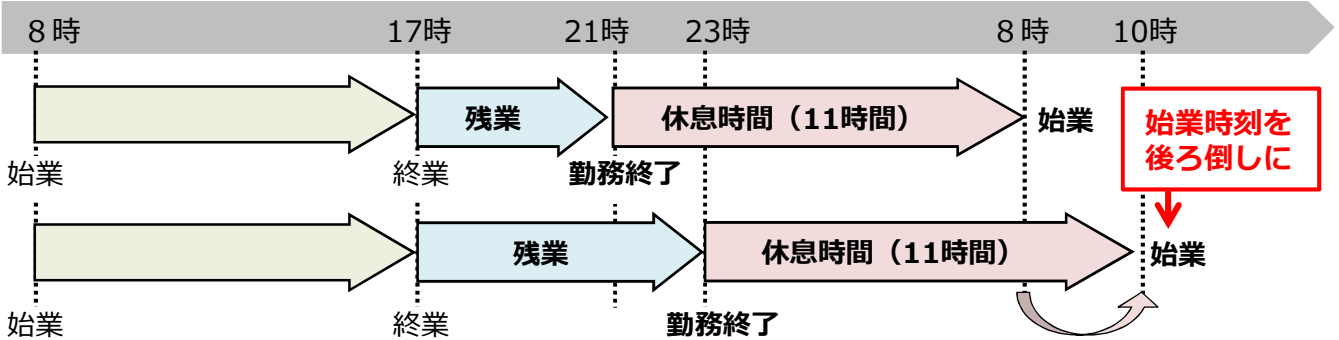 8時 17時 21時 23時 8時 10時
残業 休息時間（11時間） 始業
始業時刻を
後ろ倒しに
始業 終業 勤務終了
残業 休息時間（11時間） 始業
始業 終業 勤務終了